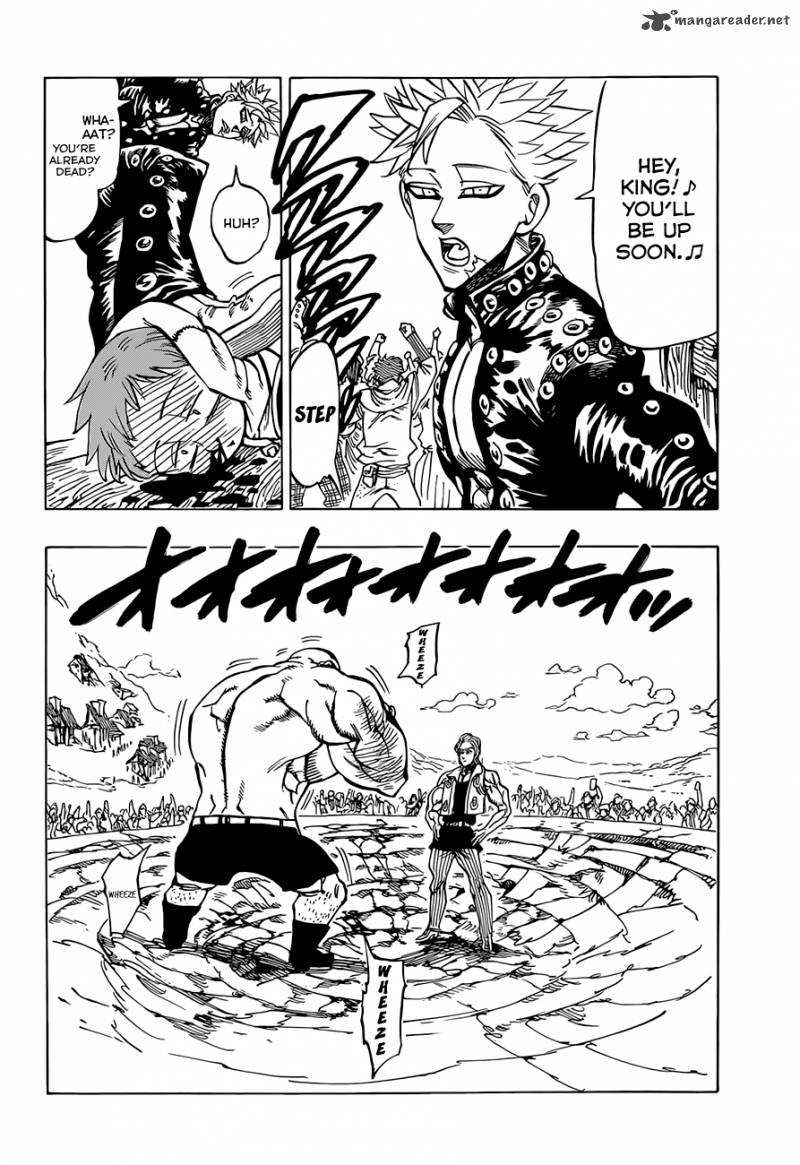 mangareader.net
HEY,
KING! ♪
YOU'LL
BE UP
SOON. ♫
STEP
HUH?
WHA-
AAT?
YOU'RE
ALREADY
DEAD?
オオオオオオオオッ
WHEEZE
WHEEZE
WHEEZE